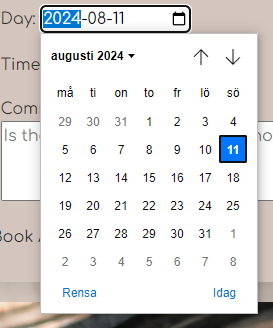 Day: 2024-08-11
augusti 2024
Time
må ti on to fr lö sö
29 30 31 1 2 3 4
5 6 7 8 9 10 11
Com
Is the
12 13 14 15 16 17 18
19 20 21 22 23 24 25
26 27 28 29 30 31 1
Book
2 3 4 5 6 7 8
Rensa Idag